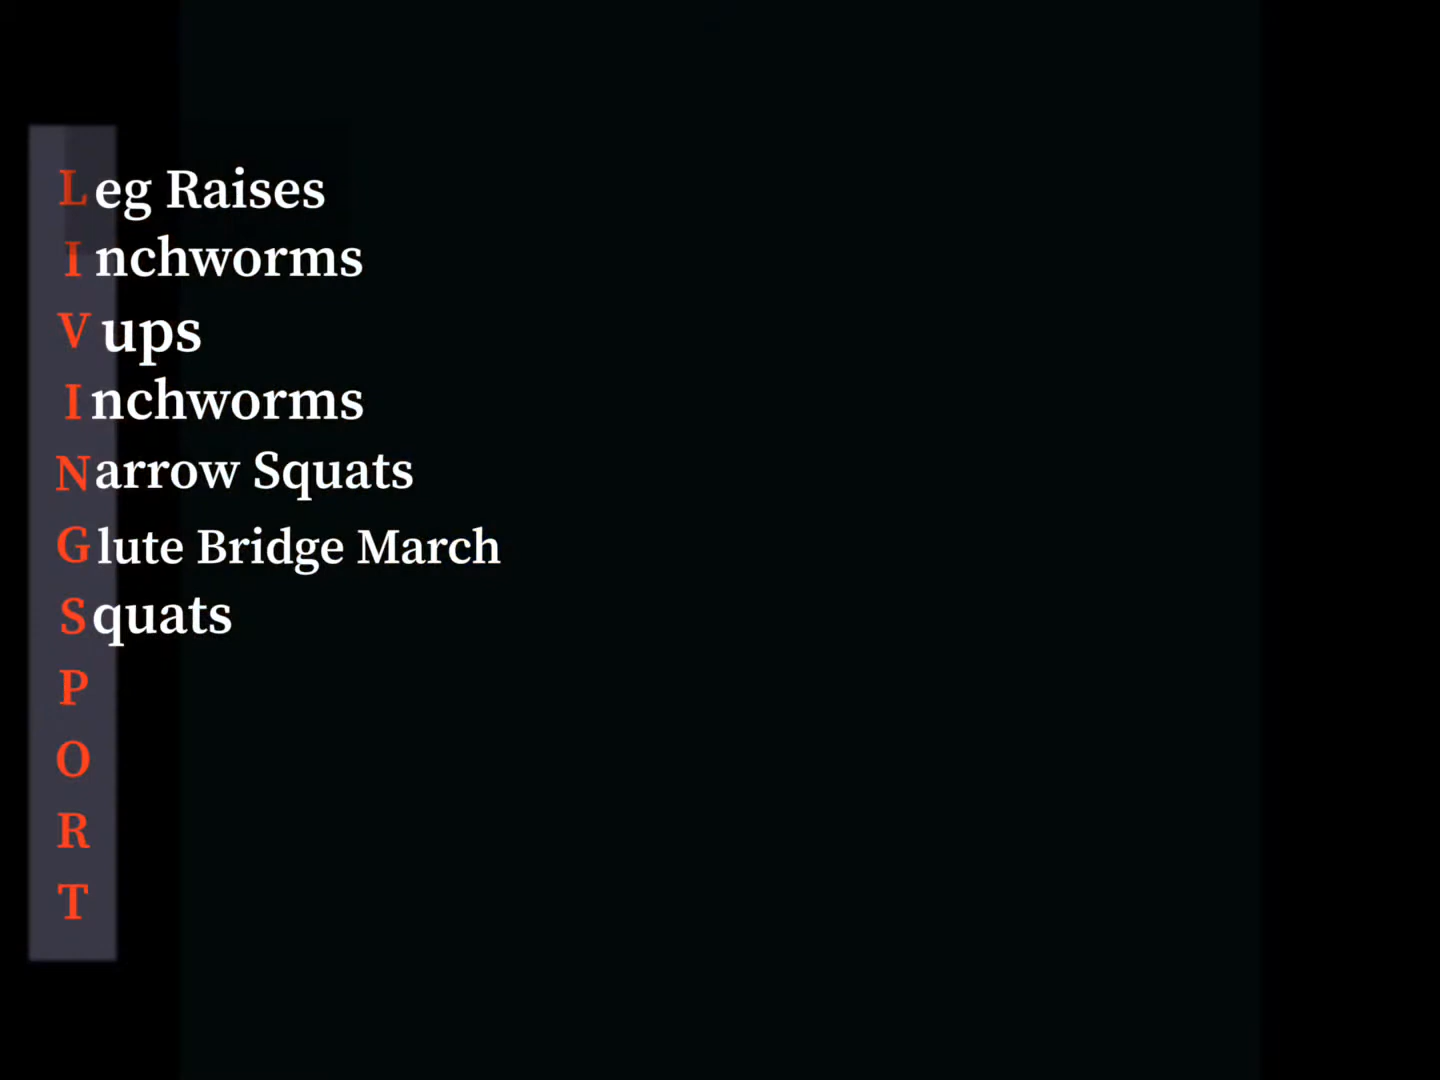 Leg Raises
Inchworms
V ups
Inchworms
Narrow Squats
Glute Bridge March
Squats
P
O
R
T